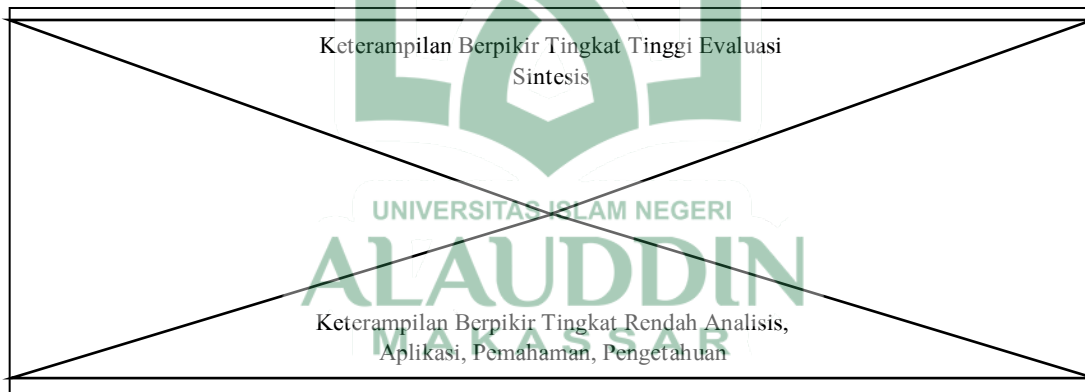 Keterampilan Berpikir Tingkat Tinggi Evaluasi
Sintesis
UNIVERSITAS ISLAM NEGERI
ALAUDDIN
Keterampilan Berpikir Tingkat Rendah Analisis,
MAKASSAR
Aplikasi, Pemahaman, Pengetahuan